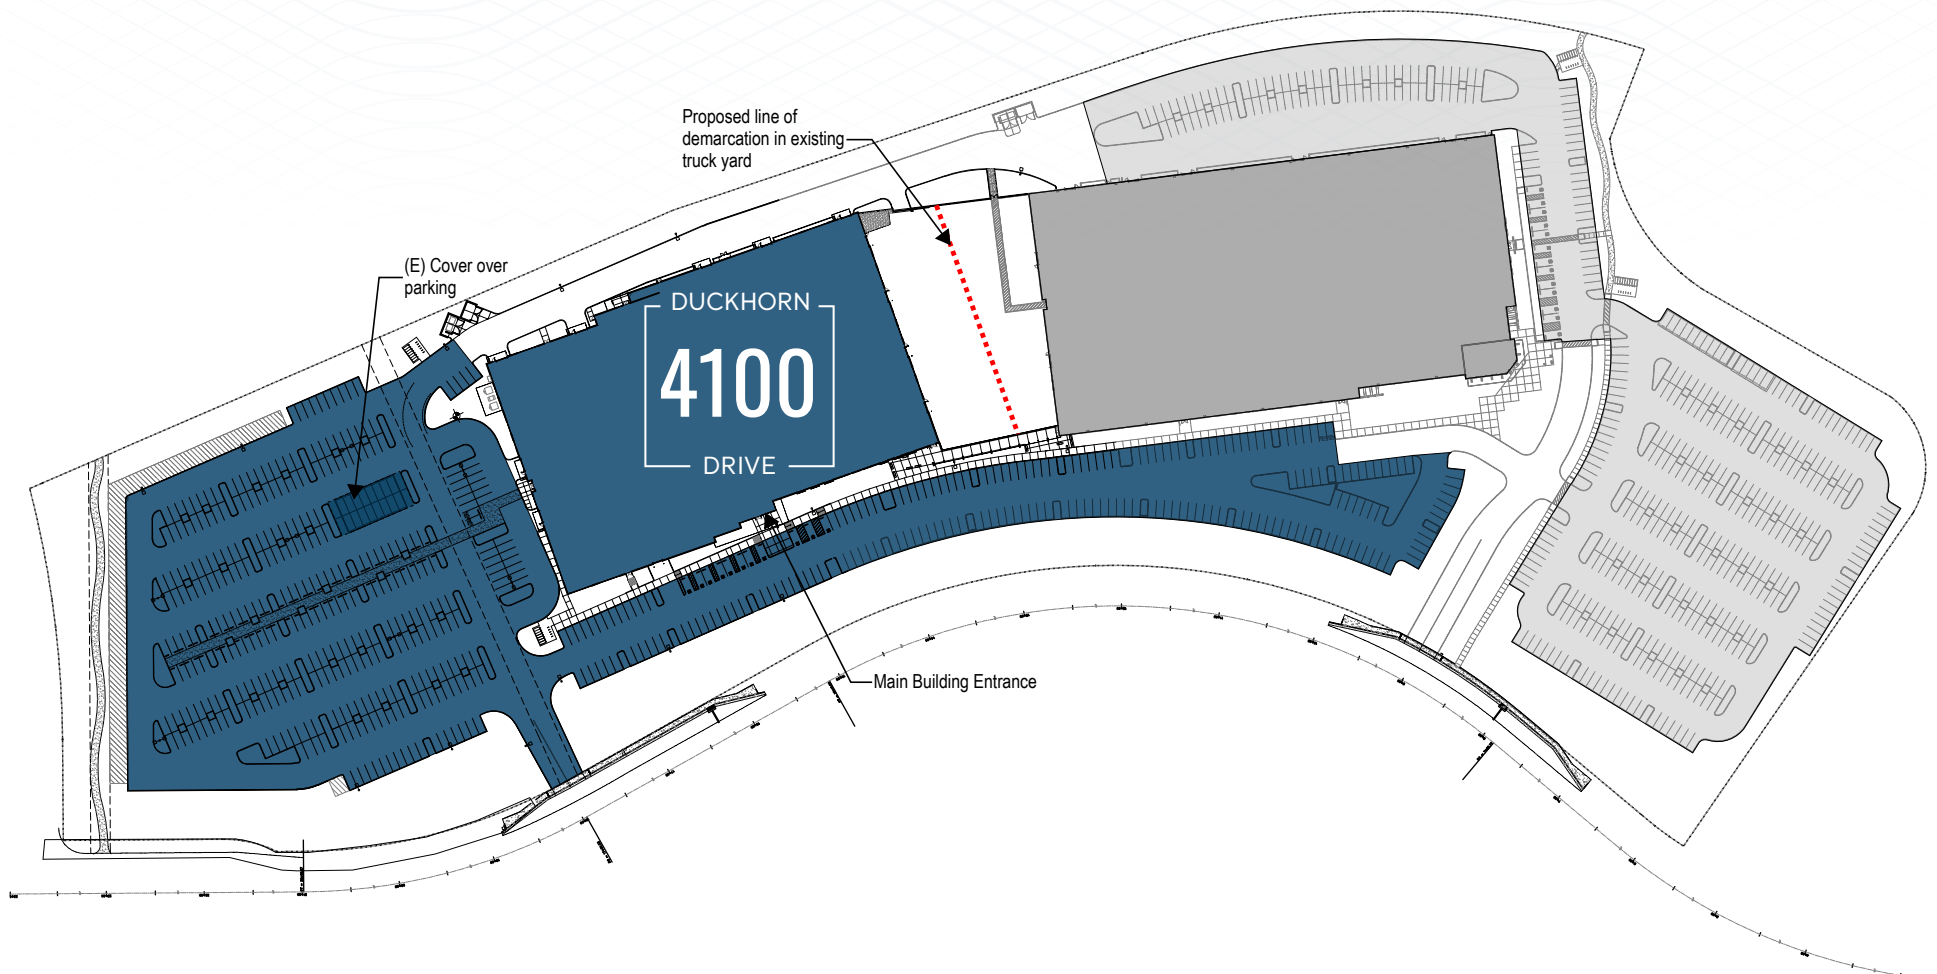 Proposed line of
demarcation in existing
truck yard
(E) Cover over
parking
DUCKHORN
4100
DRIVE
Main Building Entrance